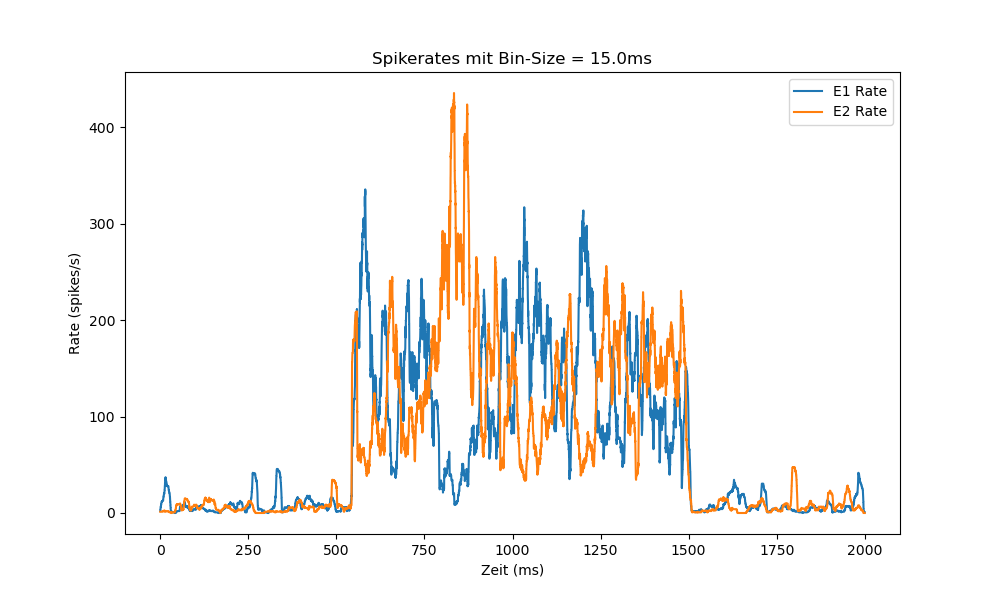 Spikerates mit Bin-Size = 15.0ms
E1 Rate
E2 Rate
Rate (spikes/s)
400
300
200
100
0
0 250 500 750 1000 1250 1500 1750 2000
Zeit (ms)